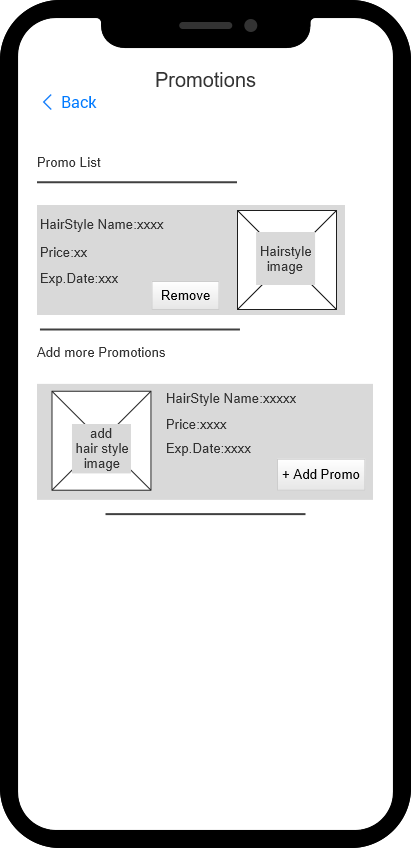 Promotions
Back
Promo List
HairStyle Name:xxxx
Price:xx
Exp.Date:xxx
Remove
Hairstyle
image
Add more Promotions
add
hair style
image
HairStyle Name:xxxxx
Price:xxxx
Exp.Date:xxxx
+ Add Promo